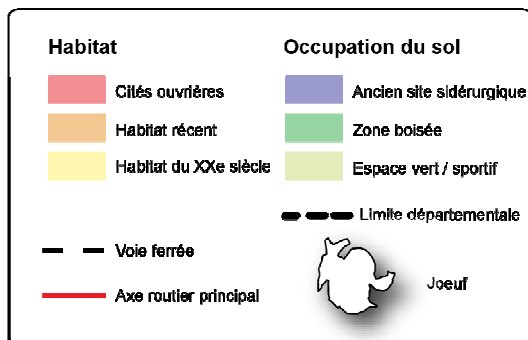 Habitat
Cités ouvrières
Habitat récent
Habitat du XXe siècle
Voie ferrée
Axe routier principal
Occupation du sol
Ancien site sidérurgique
Zone boisée
Espace vert / sportif
Limite départementale
Joeuf